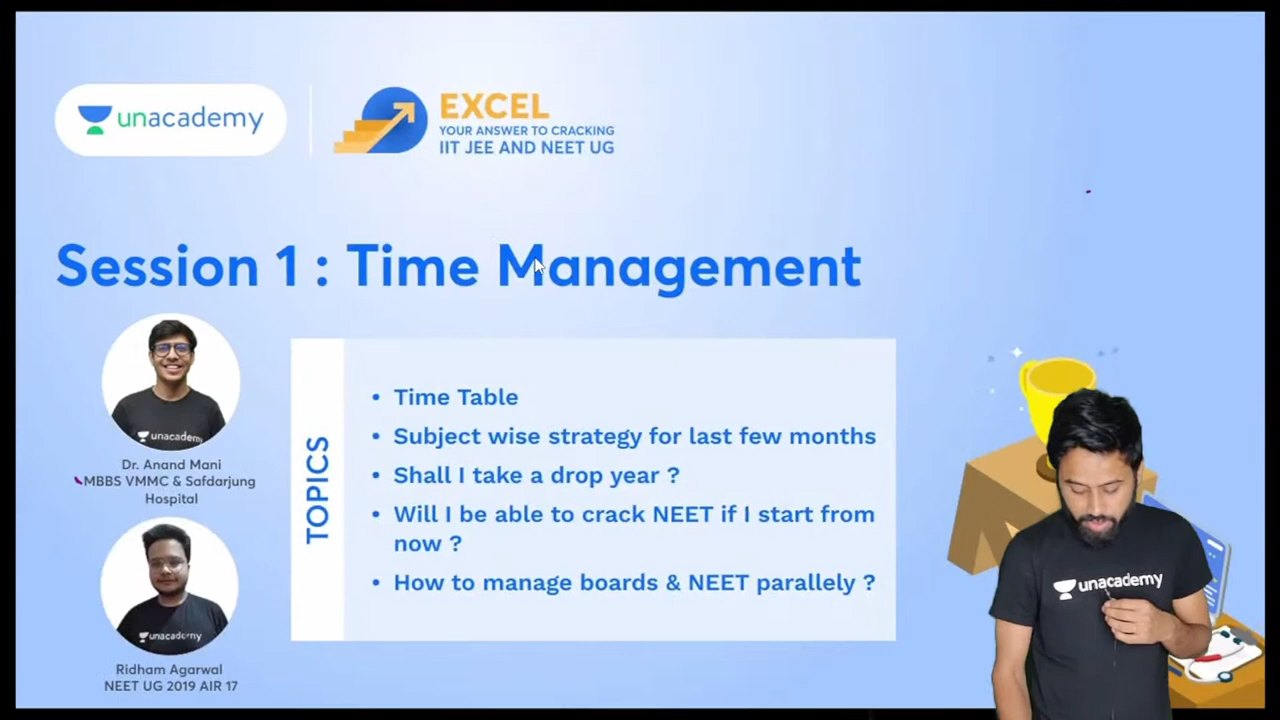 unacademy
EXCEL
YOUR ANSWER TO CRACKING
IIT JEE AND NEET UG
Session 1 : Time Management
TOPICS
• Time Table
• Subject wise strategy for last few months
• Shall I take a drop year ?
• Will I be able to crack NEET if I start from
now ?
• How to manage boards & NEET parallely ?
unacademy
Dr. Anand Mani
MBBS VMMC & Safdarjung
Hospital
unacademy
Ridham Agarwal
NEET UG 2019 AIR 17
unacademy